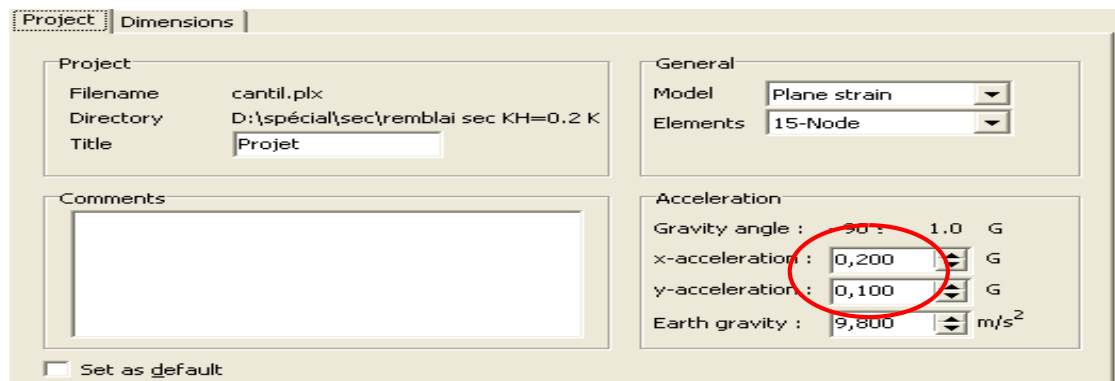 Project Dimensions
Project
Filename cantil.plx
Directory D:\spécial\sec\remblai sec KH=0.2 K
Title Projet
Comments
Set as default
General
Model Plane strain
Elements 15-Node
Acceleration
Gravity angle : - 90 ° 1.0 G
x-acceleration : 0,200 G
y-acceleration : 0,100 G
Earth gravity : 9,800 m/s²